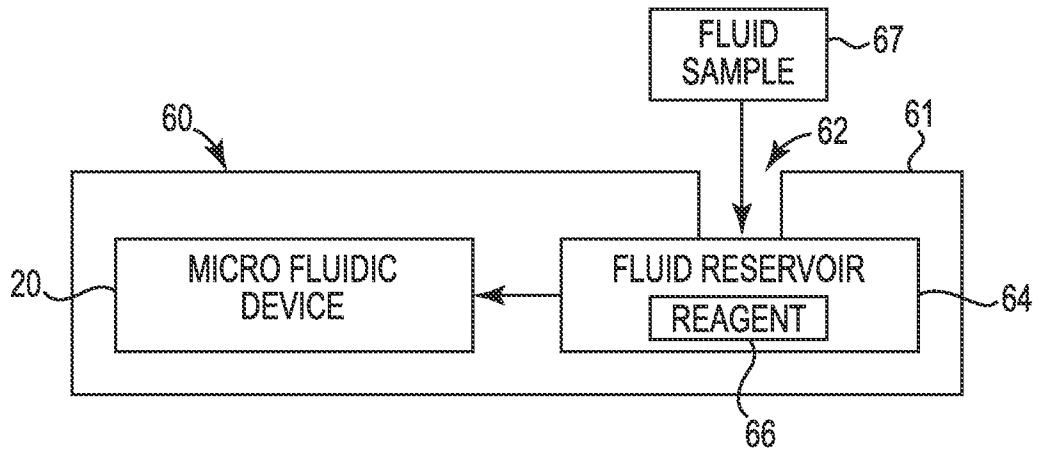 FLUID
SAMPLE
67
60
62
61
20
MICRO FLUIDIC
DEVICE
FLUID RESERVOIR
REAGENT
64
66